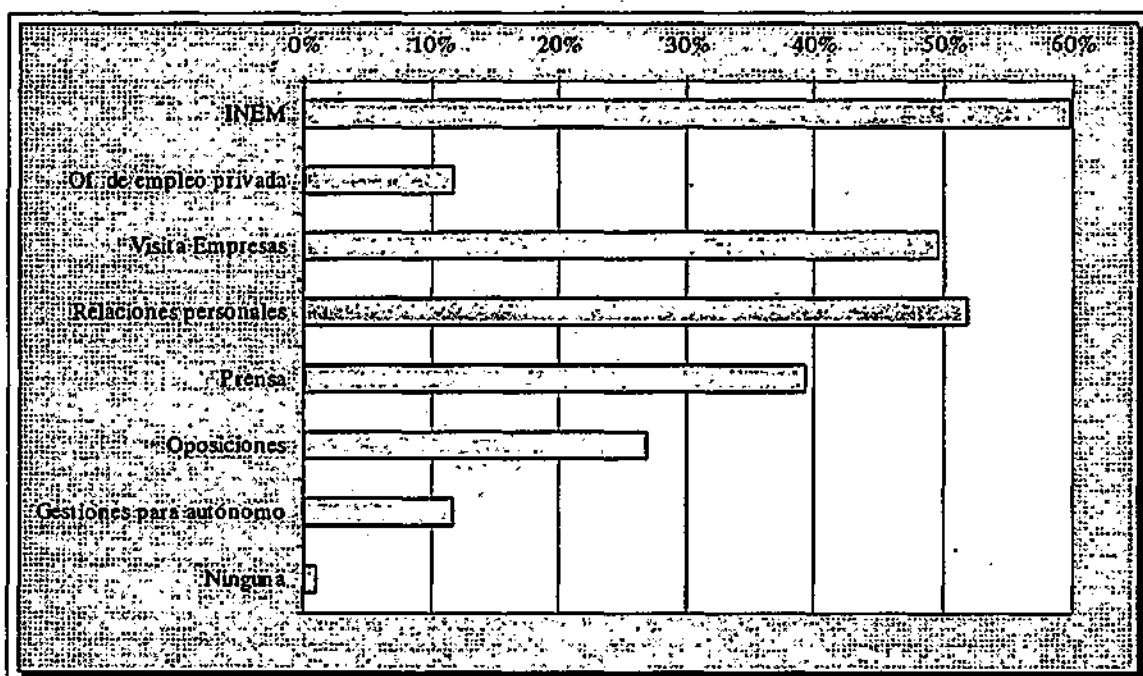 0% 10% 20% 30% 40% 50% 60%
INEM
Of. de empleo privada
Visita Empresas
Relaciones personales
Prensa
Oposiciones
Gestiones para autónomo
Ninguna